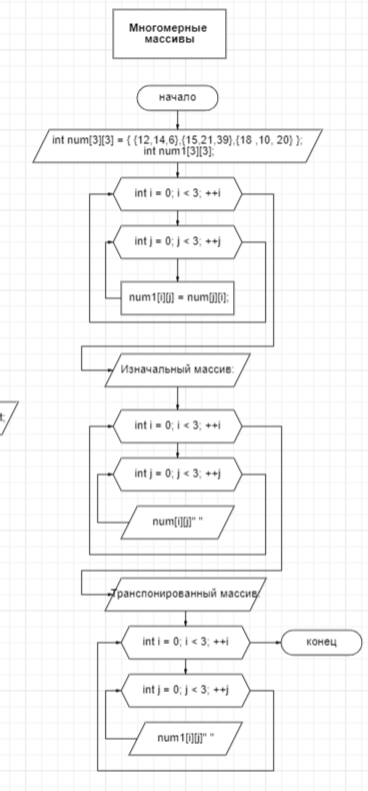 Многомерные
массивы
начало
int num[3][3] = { {12,14,6},{15,21,39},{18 ,10, 20} };
int num1[3][3];
int i = 0; i < 3; ++i
int j = 0; j < 3; ++j
num1[i][j] = num[j][i];
Изначальный массив:
t;
int i = 0; i < 3; ++i
int j = 0; j < 3; ++j
num[i][j]" "
Транспонированный массив:
int i = 0; i < 3; ++i
конец
int j = 0; j < 3; ++j
num1[i][j]" "